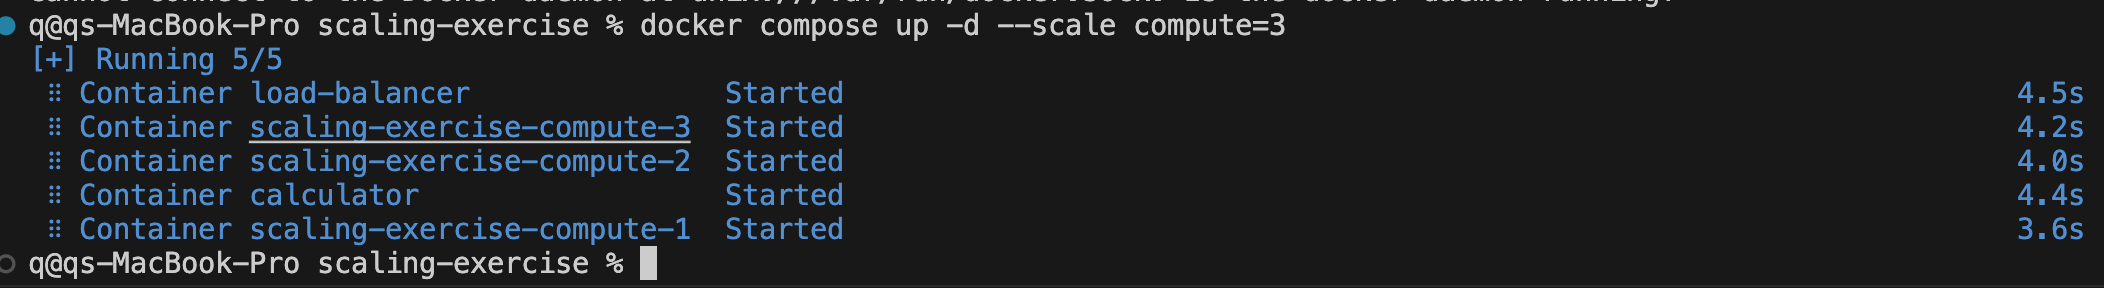 q@qs-MacBook-Pro scaling-exercise % docker compose up -d --scale compute=3
[+] Running 5/5
⠿ Container load-balancer Started 4.5s
⠿ Container scaling-exercise-compute-3 Started 4.2s
⠿ Container scaling-exercise-compute-2 Started 4.0s
⠿ Container calculator Started 4.4s
⠿ Container scaling-exercise-compute-1 Started 3.6s
q@qs-MacBook-Pro scaling-exercise %